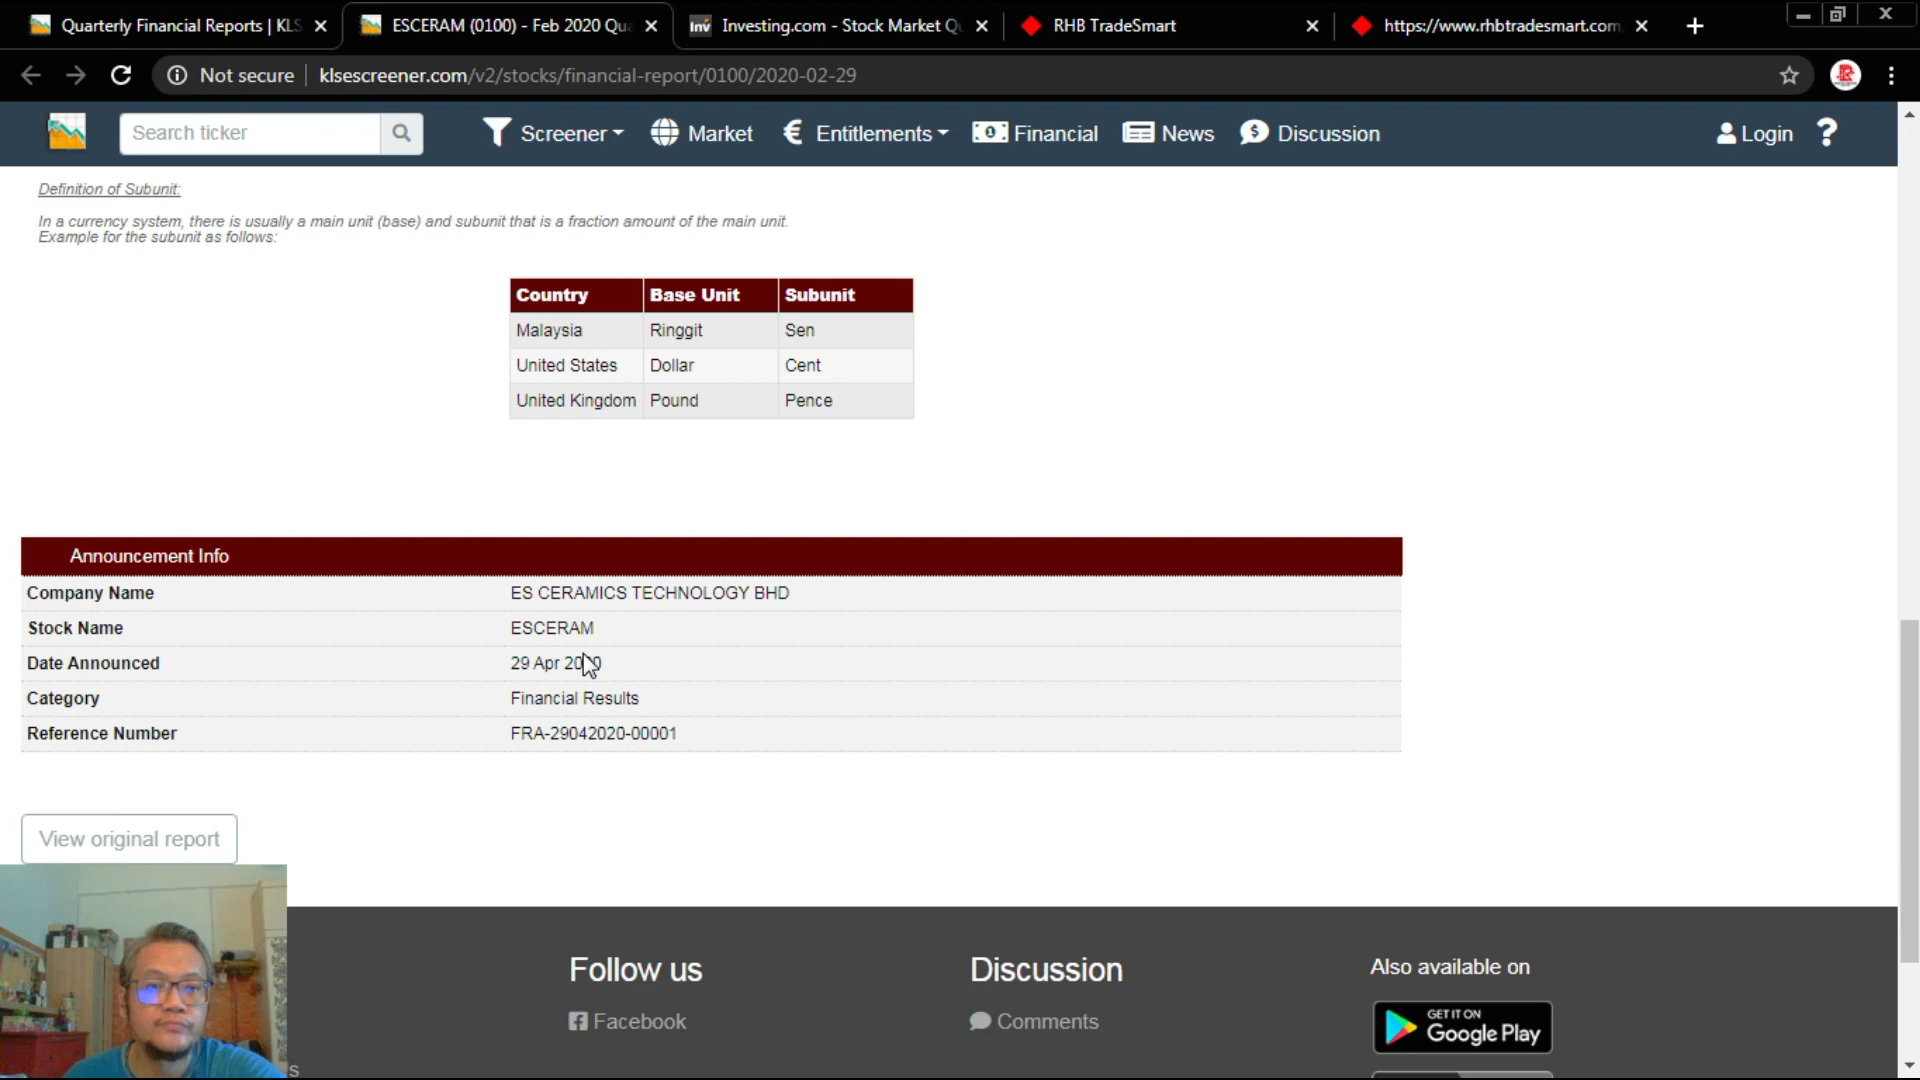 Quarterly Financial Reports | KLS
ESCERAM (0100) - Feb 2020 Qua
inv Investing.com - Stock Market Q
RHB TradeSmart
https://www.rhbtradesmart.com
Not secure klsescreener.com/v2/stocks/financial-report/0100/2020-02-29
Search ticker Screener Market Entitlements Financial News Discussion Login ?
Definition of Subunit:
In a currency system, there is usually a main unit (base) and subunit that is a fraction amount of the main unit.
Example for the subunit as follows:
Country Base Unit Subunit
Malaysia Ringgit Sen
United States Dollar Cent
United Kingdom Pound Pence
Announcement Info
Company Name ES CERAMICS TECHNOLOGY BHD
Stock Name ESCERAM
Date Announced 29 Apr 2020
Category Financial Results
Reference Number FRA-29042020-00001
View original report
Follow us
Discussion
Also available on
Facebook
Comments
GET IT ON
Google Play
s